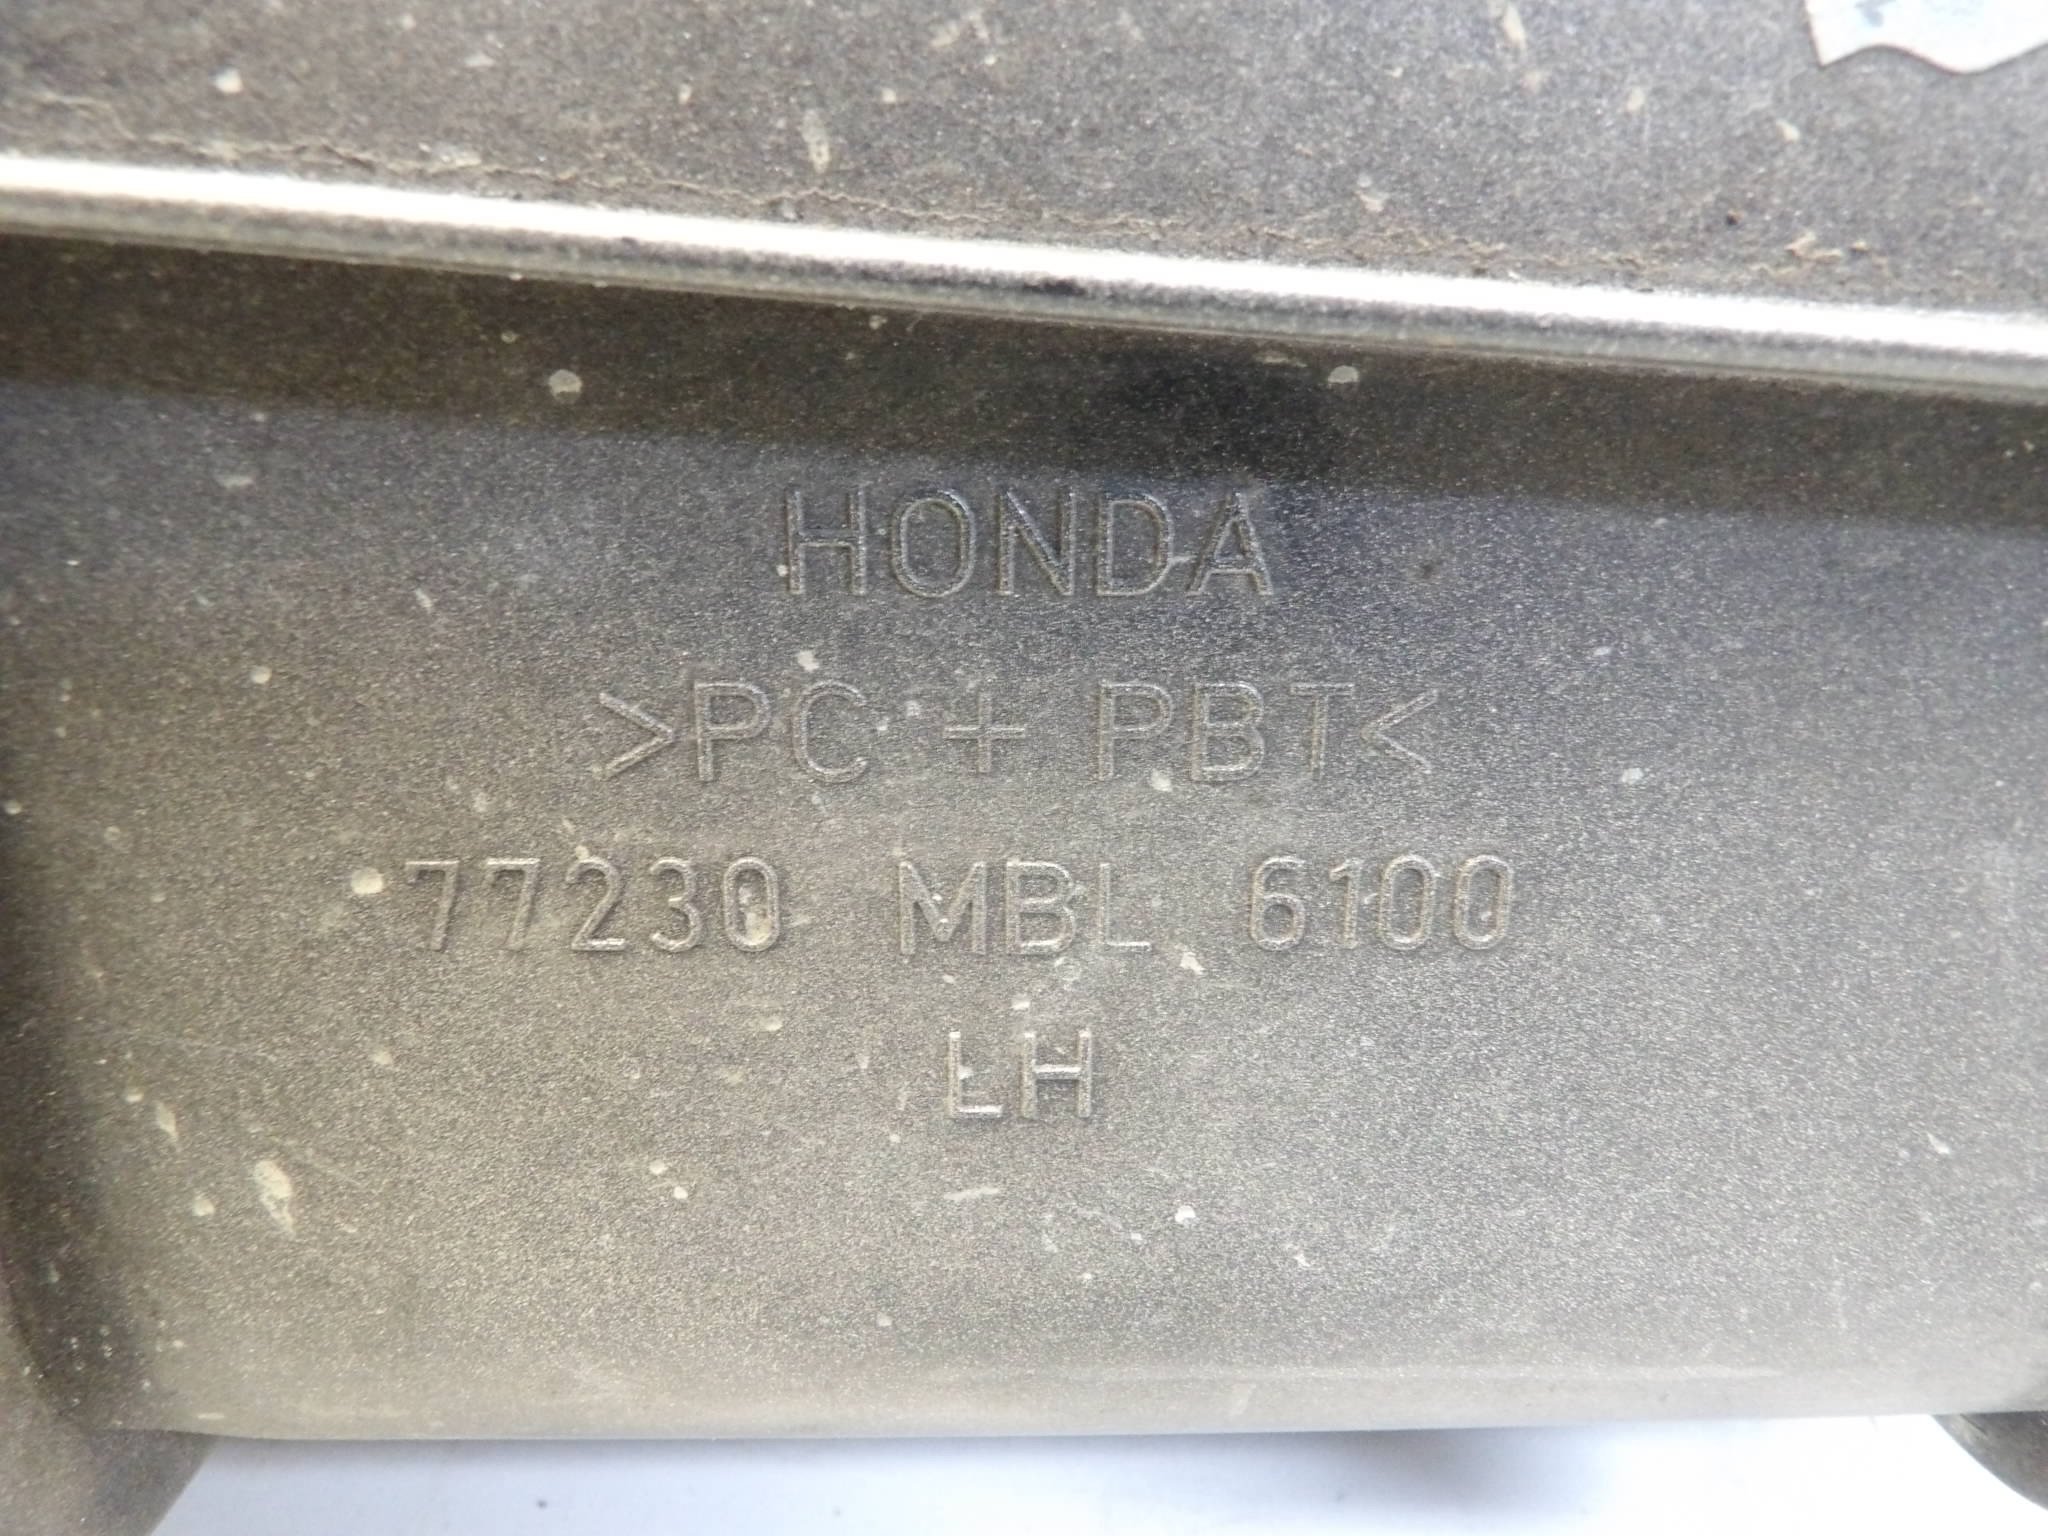 HONDA
>PC + PBT<
77230 MBL 6100
LH